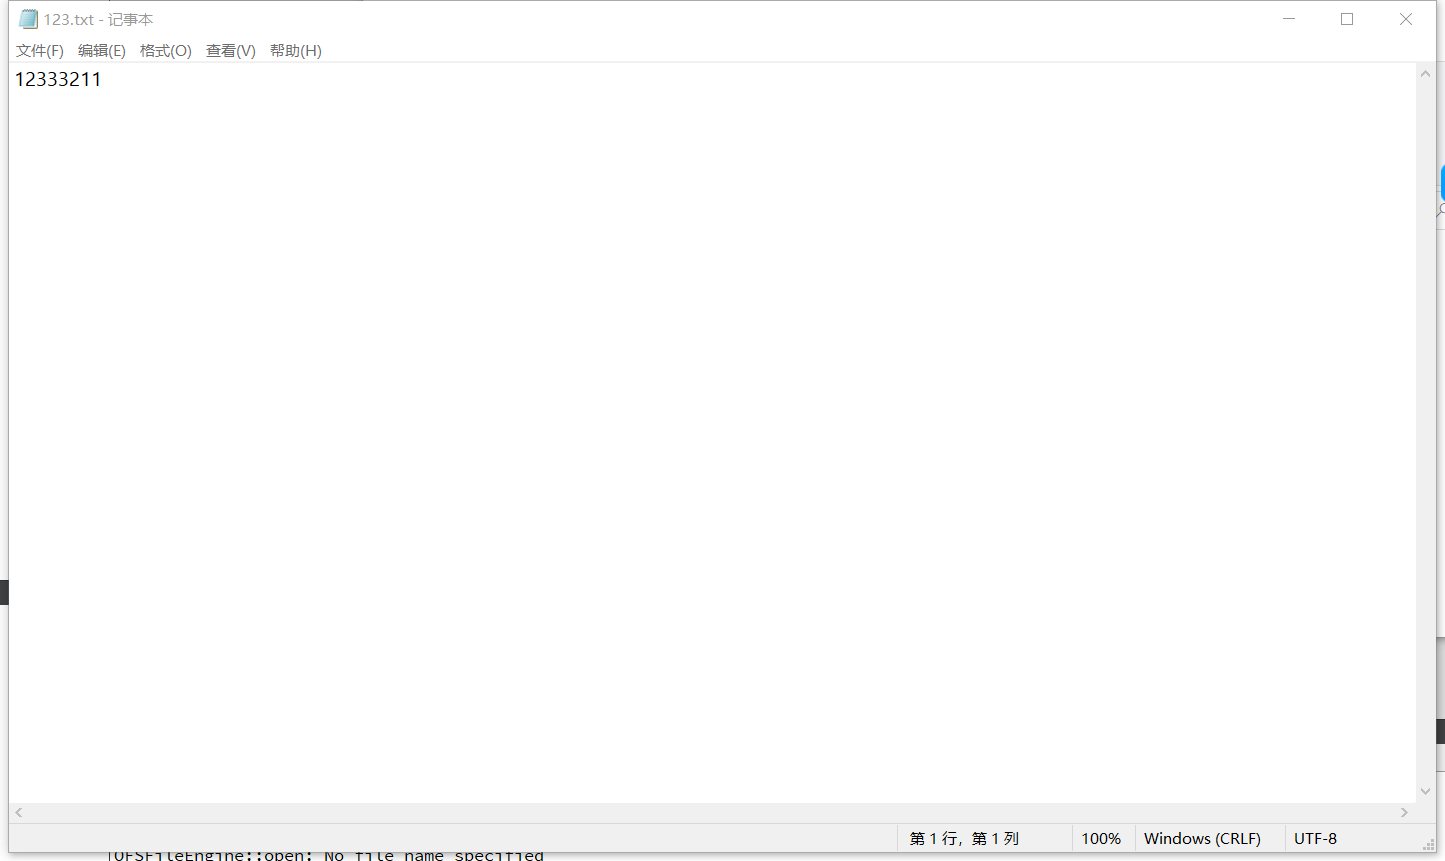 123.txt - 记事本
文件(F) 编辑(E) 格式(O) 查看(V) 帮助(H)
12333211
第 1 行，第 1 列 100% Windows (CRLF) UTF-8
QFSFileEngine::open: No file name specified